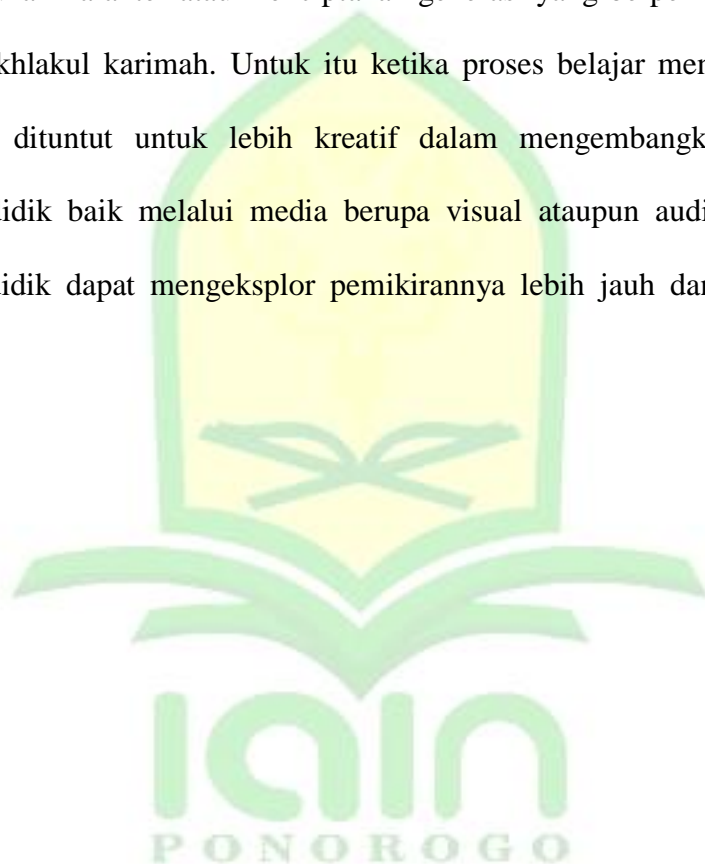 khlakul karimah. Untuk itu ketika proses belajar men
dituntut untuk lebih kreatif dalam mengembangk
didik baik melalui media berupa visual ataupun audi
didik dapat mengeksplor pemikirannya lebih jauh dan
iain
PONOROGO